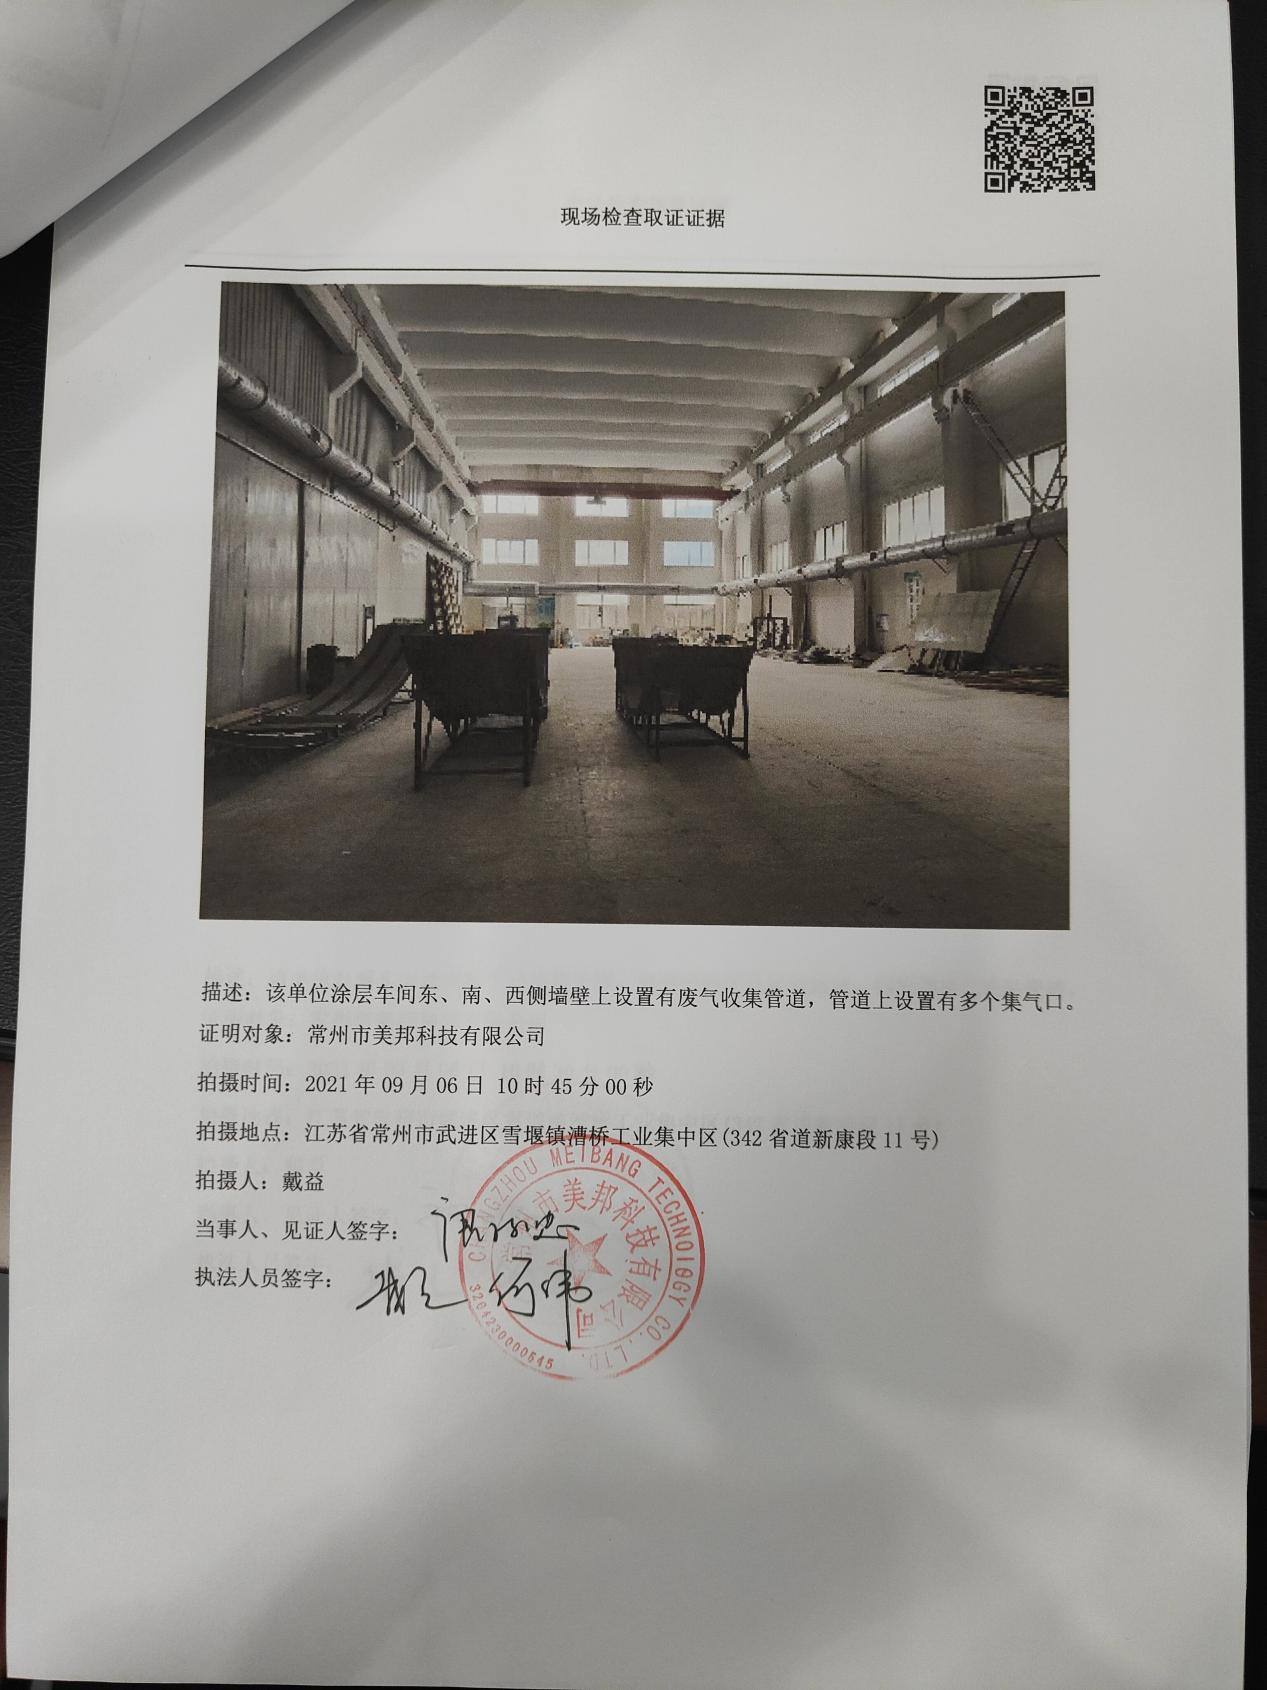 现场检查取证证据
描述：该单位涂层车间东、南、西侧墙壁上设置有废气收集管道，管道上设置有多个集气口。
证明对象：常州市美邦科技有限公司
拍摄时间：2021 年 09 月 06 日 10 时 45 分 00 秒
拍摄地点：江苏省常州市武进区雪堰镇漕桥工业集中区(342 省道新康段 11 号)
拍摄人：戴益
当事人、见证人签字：
执法人员签字：
CHANGZHOU MEIBANG TECHNOLOGY CO.,LTD.
常州市美邦科技有限公司
3204230000645